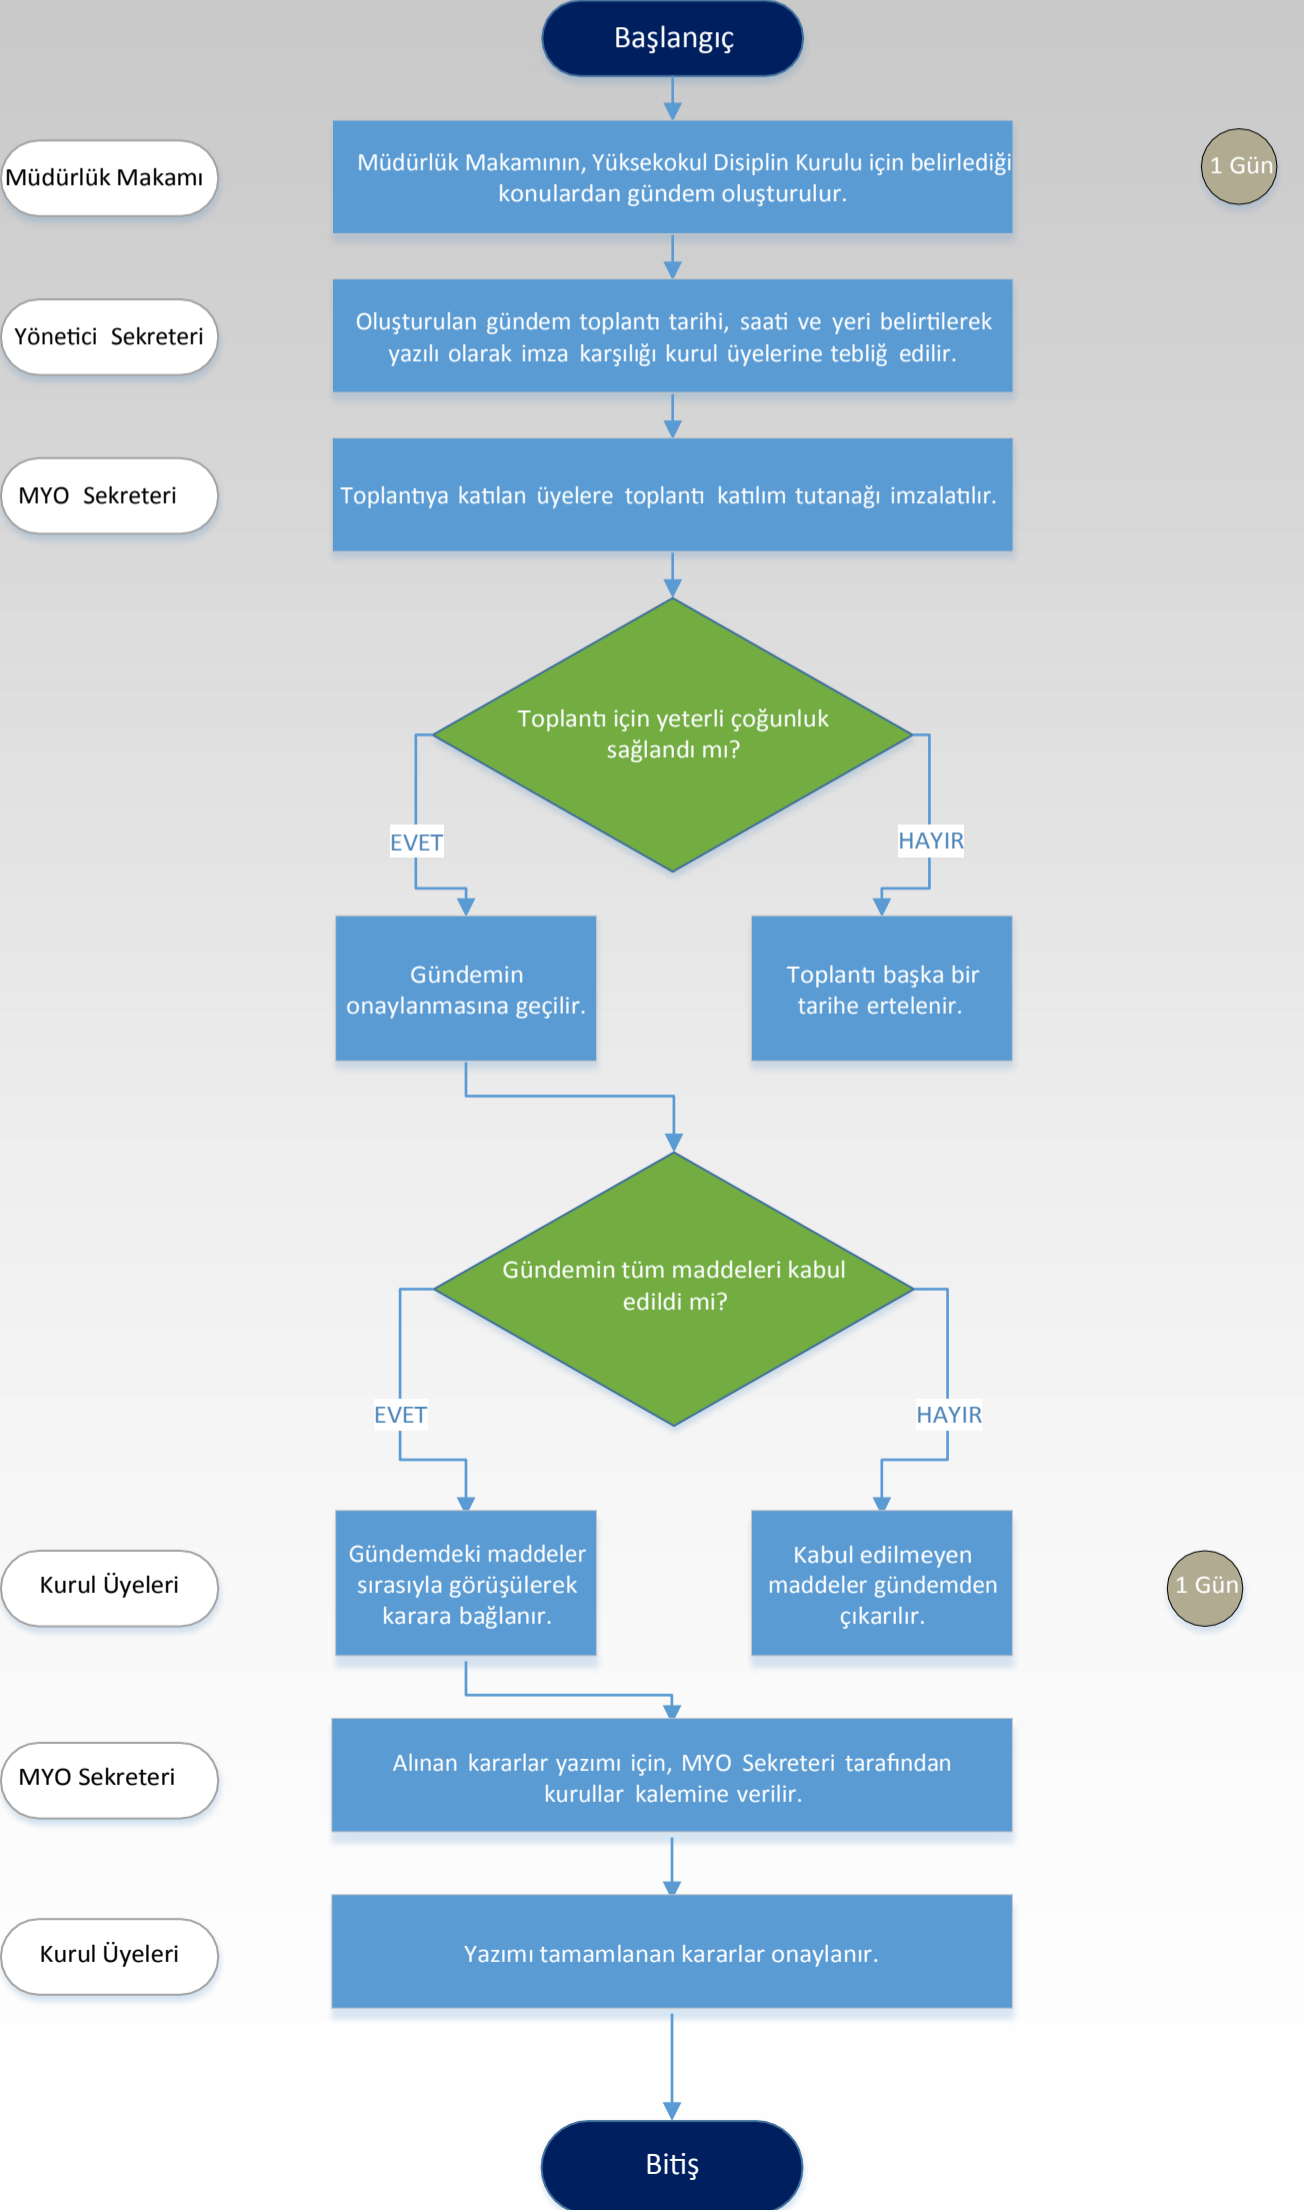 Başlangıç
Müdürlük Makamı
Müdürlük Makamının, Yüksekokul Disiplin Kurulu için belirlediği
konulardan gündem oluşturulur.
1 Gün
Yönetici Sekreteri
Oluşturulan gündem toplantı tarihi, saati ve yeri belirtilerek
yazılı olarak imza karşılığı kurul üyelerine tebliğ edilir.
MYO Sekreteri
Toplantıya katılan üyelere toplantı katılım tutanağı imzalatılır.
Toplantı için yeterli çoğunluk
sağlandı mı?
EVET
HAYIR
Gündemin
onaylanmasına geçilir.
Toplantı başka bir
tarihe ertelenir.
Gündemin tüm maddeleri kabul
edildi mi?
EVET
HAYIR
Kurul Üyeleri
Gündemdeki maddeler
sırasıyla görüşülerek
karara bağlanır.
Kabul edilmeyen
maddeler gündemden
çıkarılır.
1 Gün
MYO Sekreteri
Alınan kararlar yazımı için, MYO Sekreteri tarafından
kurullar kalemine verilir.
Kurul Üyeleri
Yazımı tamamlanan kararlar onaylanır.
Bitiş